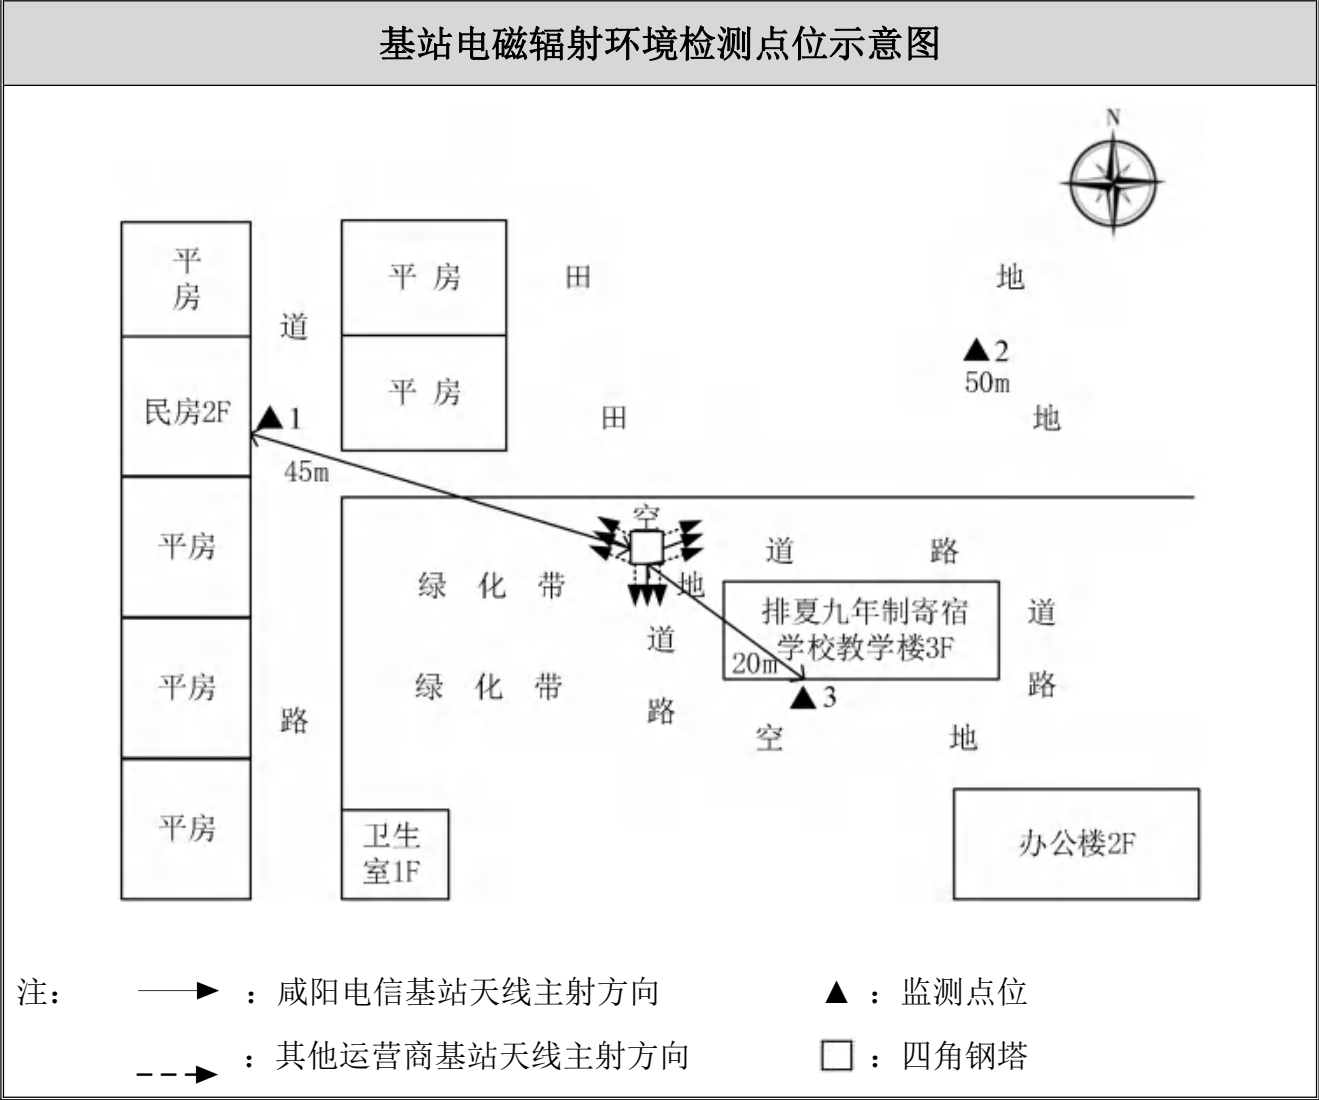 基站电磁辐射环境检测点位示意图
N
平
房
平 房
田
地
道
▲2
50m
平 房
民房2F
▲1
田
地
45m
空
平房
道 路
绿 化 带
地
排夏九年制寄宿
学校教学楼3F
道
道
20m
平房
绿 化 带
路
路
▲3
路
空 地
平房
卫生
室1F
办公楼2F
注：
：咸阳电信基站天线主射方向
▲：监测点位
：其他运营商基站天线主射方向
：四角钢塔